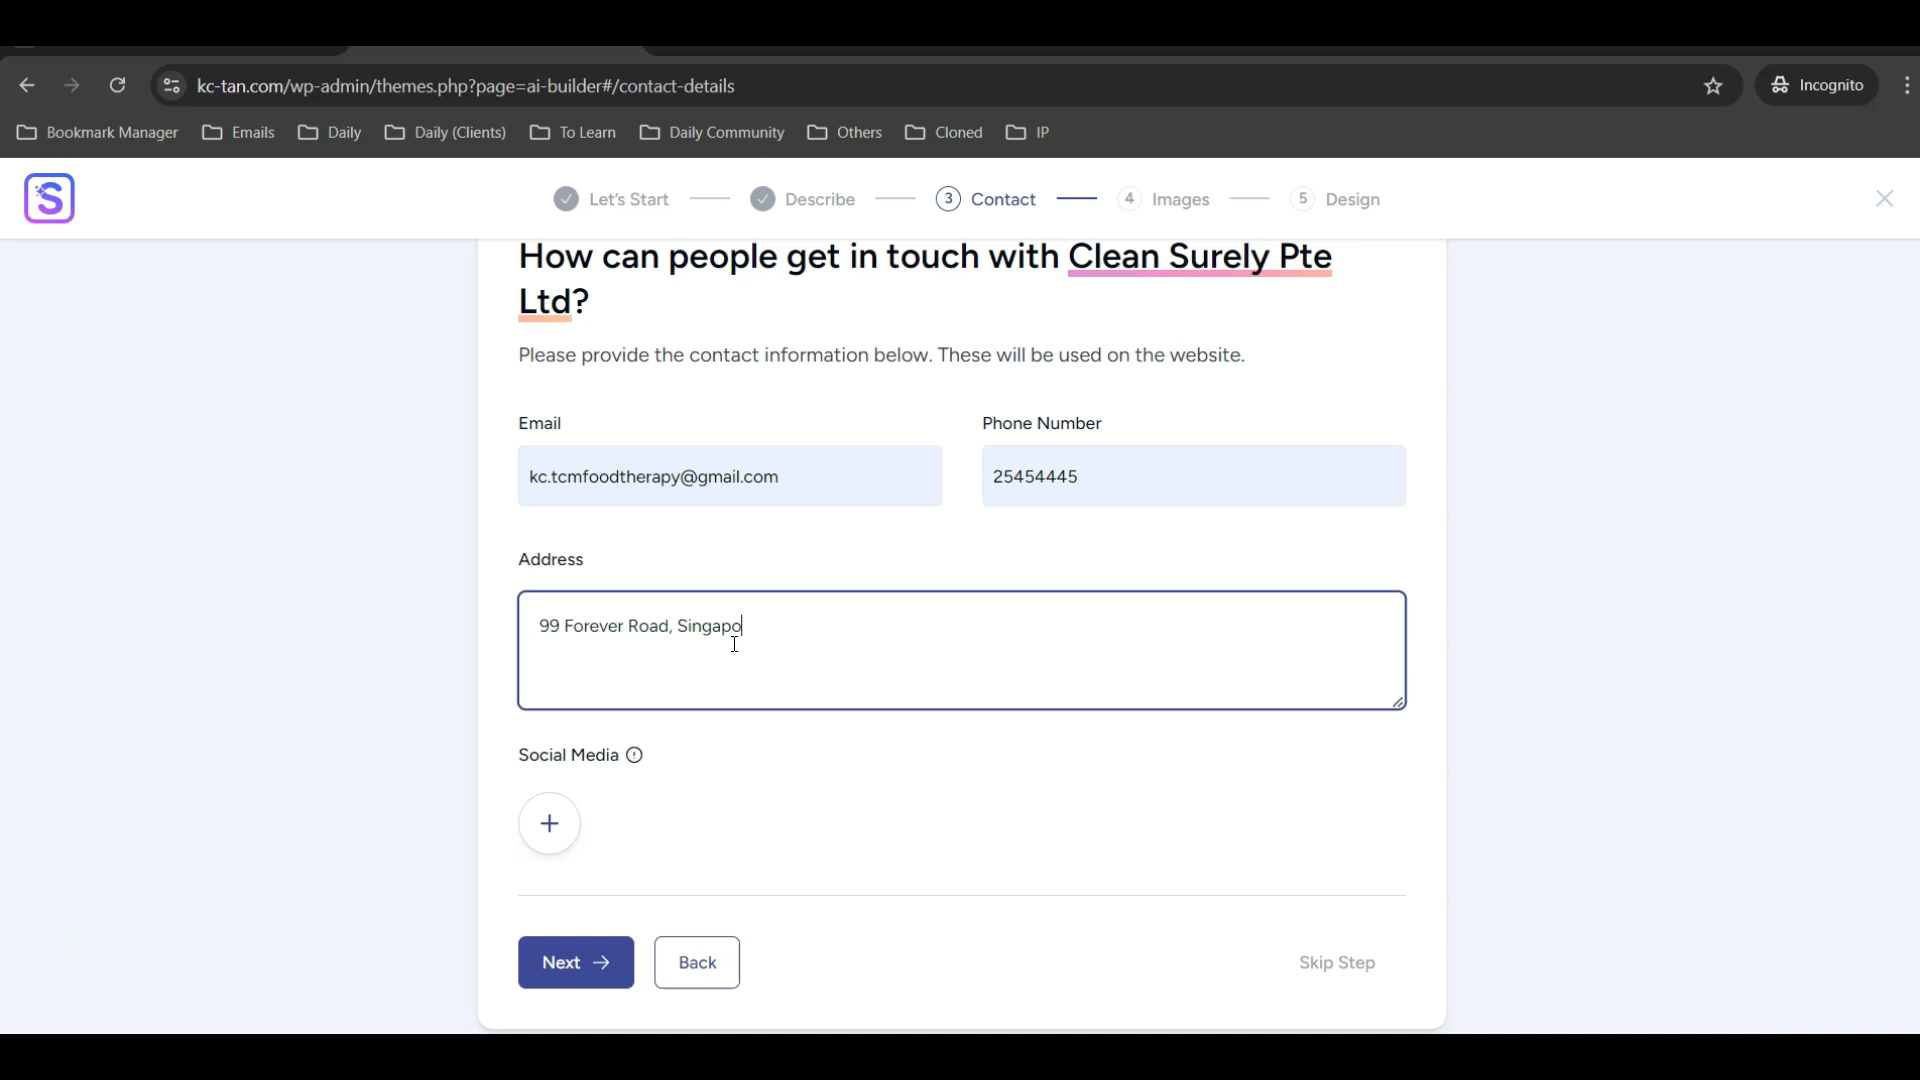 kc-tan.com/wp-admin/themes.php?page=ai-builder#/contact-details
Incognito
Bookmark Manager
Emails
Daily
Daily (Clients)
To Learn
Daily Community
Others
Cloned
IP
S
Let's Start
Describe
3 Contact
4 Images
5 Design
How can people get in touch with Clean Surely Pte
Ltd?
Please provide the contact information below. These will be used on the website.
Email
Phone Number
kc.tcmfoodtherapy@gmail.com
25454445
Address
99 Forever Road, Singapo
Social Media
Next
Back
Skip Step